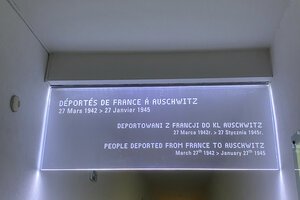 DÉPORTÉS DE FRANCE À AUSCHWITZ
27 Mars 1942 > 27 Janvier 1945
DEPORTOWANI Z FRANCJI DO KL AUSCHWITZ
27 Marca 1942r. > 27 Stycznia 1945r.
PEOPLE DEPORTED FROM FRANCE TO AUSCHWITZ
March 27th 1942 > January 27th 1945